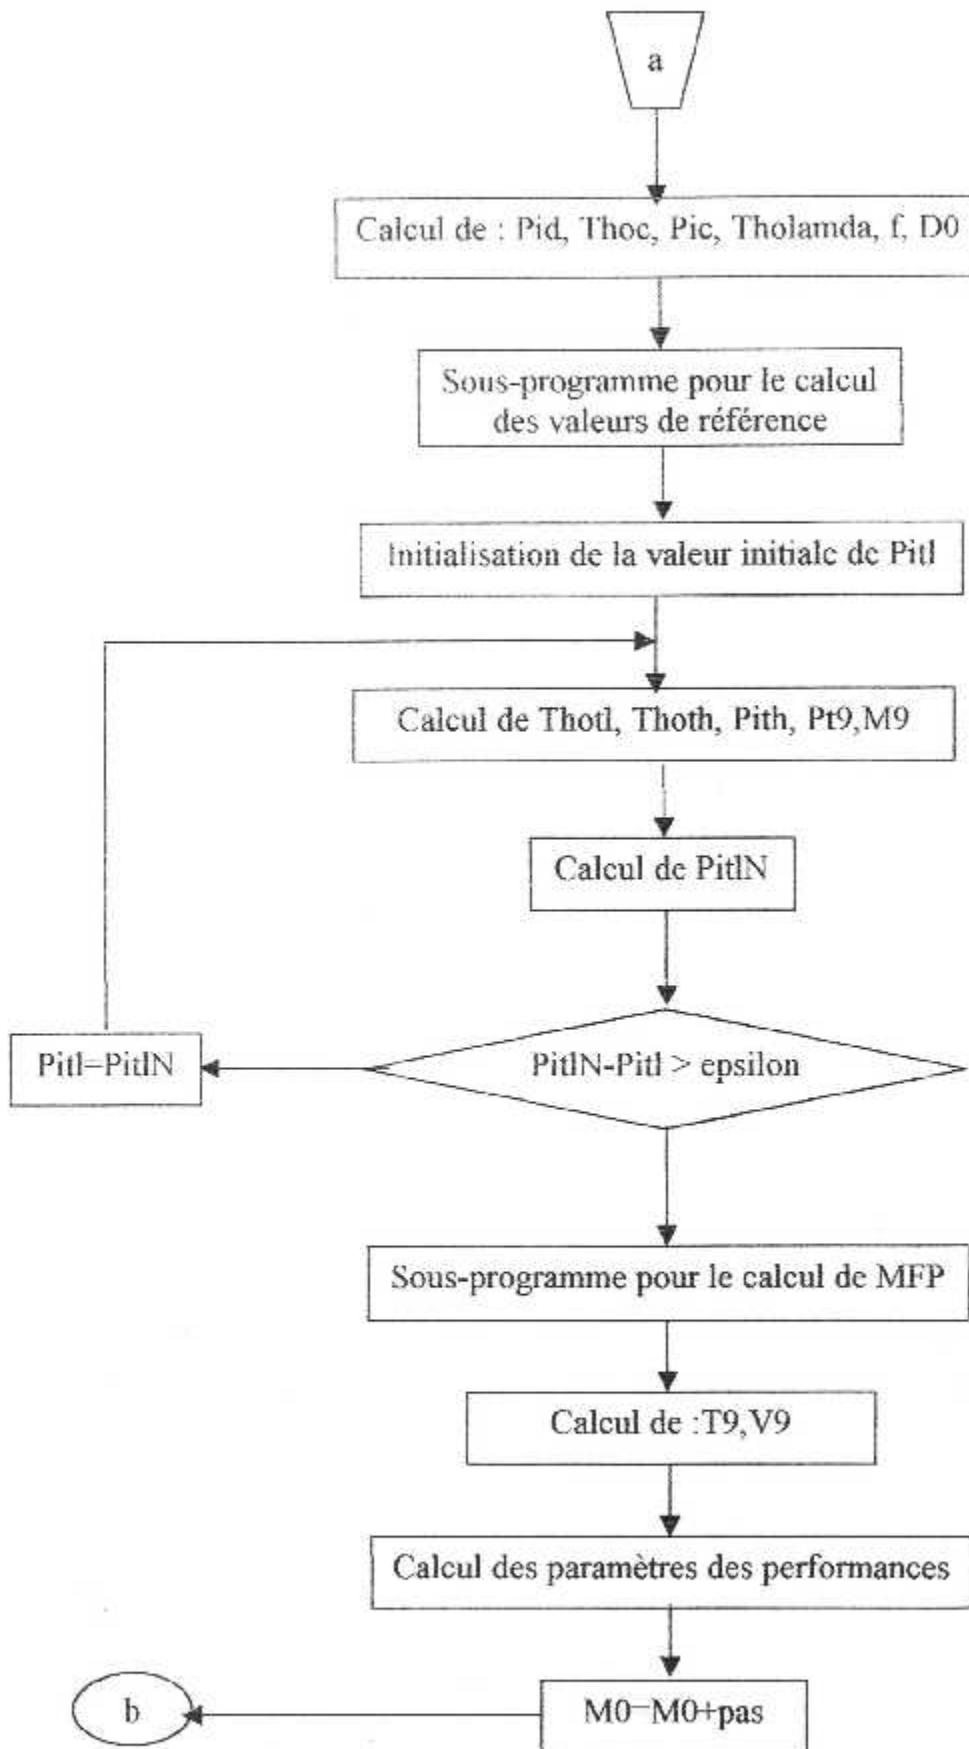 a
Calcul de : Pid, Thoc, Pic, Tholamda, f, D0
Sous-programme pour le calcul
des valeurs de référence
Initialisation de la valeur initiale de Pitl
Calcul de Thotl, Thoth, Pith, Pt9,M9
Calcul de PitlN
PitlN-Pitl > epsilon
Pitl=PitlN
Sous-programme pour le calcul de MFP
Calcul de :T9,V9
Calcul des paramètres des performances
M0=M0+pas
b